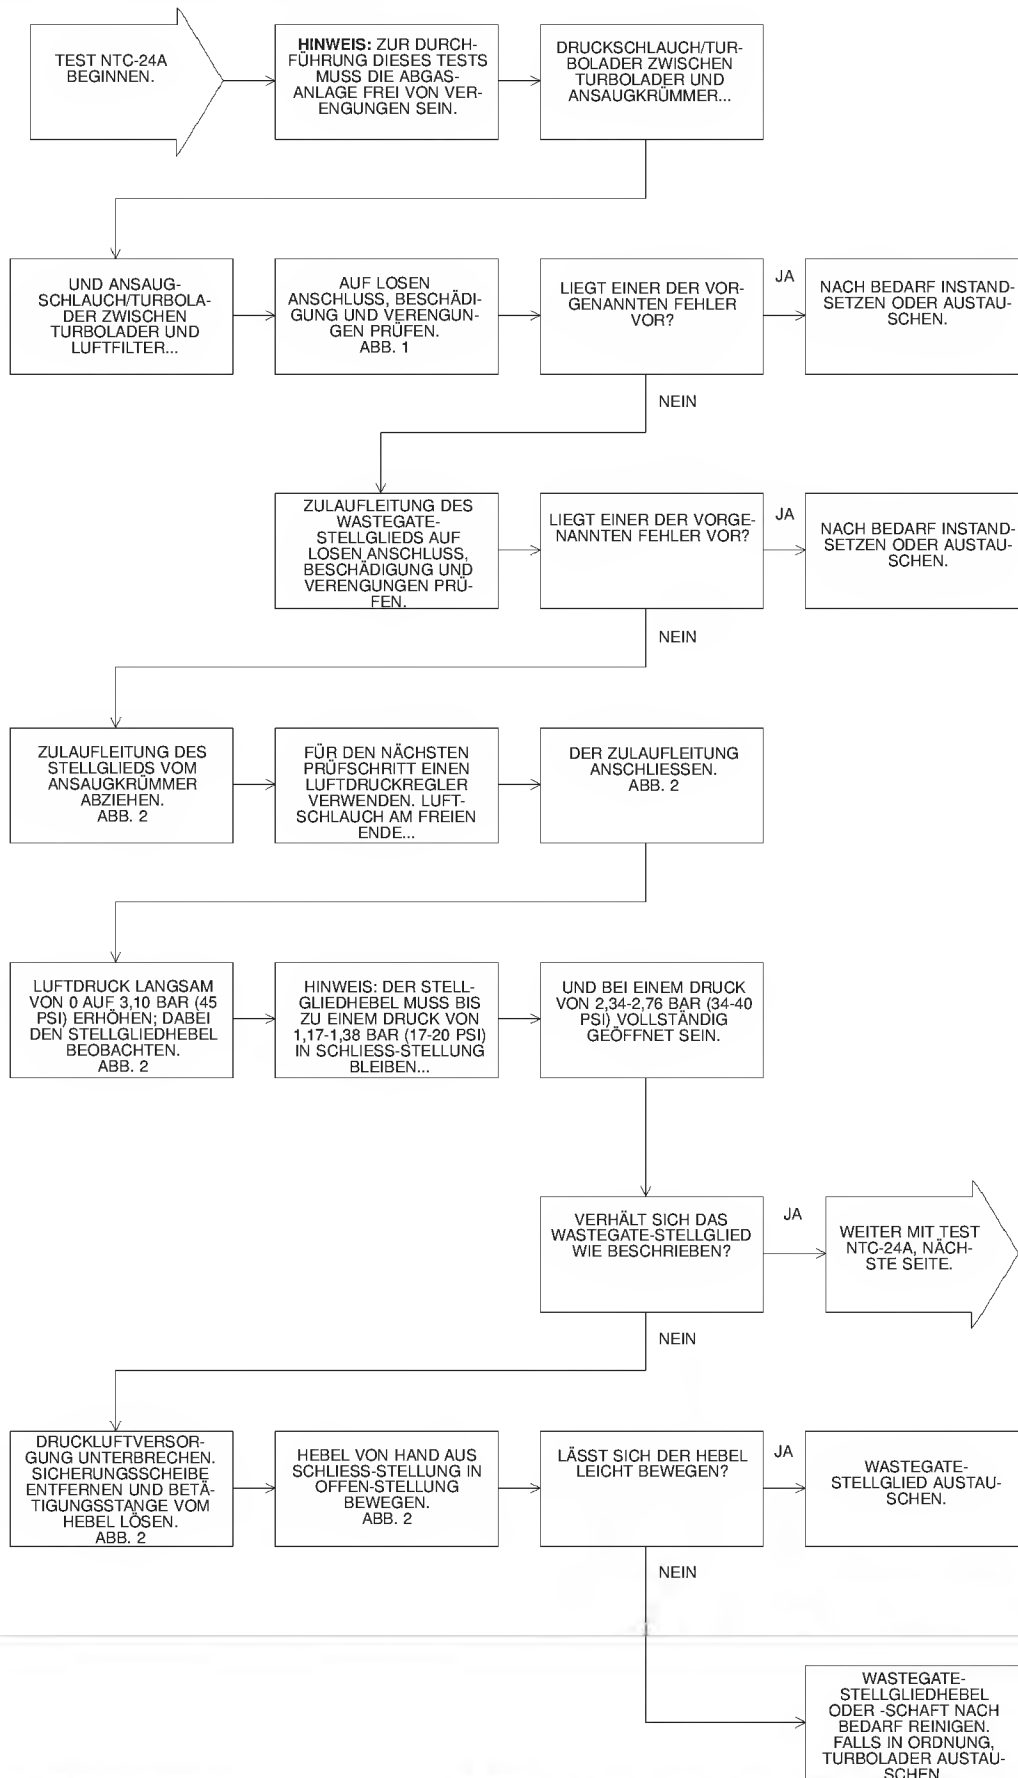 TEST NTC-24A
BEGINNEN.
HINWEIS: ZUR DURCH-
FÜHRUNG DIESES TESTS
MUSS DIE ABGAS-
ANLAGE FREI VON VER-
ENGUNGEN SEIN.
DRUCKSCHLAUCH/TUR-
BOLADER ZWISCHEN
TURBOLADER UND
ANSAUGKRÜMMER...
UND ANSAUG-
SCHLAUCH/TURBOLA-
DER ZWISCHEN
TURBOLADER UND
LUFTFILTER...
AUF LOSEN
ANSCHLUSS, BESCHÄDI-
GUNG UND VERENGUN-
GEN PRÜFEN.
ABB. 1
LIEGT EINER DER VOR-
GENANNTEN FEHLER
VOR?
JA
NACH BEDARF INSTAND-
SETZEN ODER AUSTAU-
SCHEN.
NEIN
ZULAUFLEITUNG DES
WASTEGATE-
STELLGLIEDS AUF
LOSEN ANSCHLUSS,
BESCHÄDIGUNG UND
VERENGUNGEN PRÜ-
FEN.
LIEGT EINER DER VORGE-
NANNTEN FEHLER VOR?
JA
NACH BEDARF INSTAND-
SETZEN ODER AUSTAU-
SCHEN.
NEIN
ZULAUFLEITUNG DES
STELLGLIEDS VOM
ANSAUGKRÜMMER
ABZIEHEN.
ABB. 2
FÜR DEN NÄCHSTEN
PRÜFSCHRITT EINEN
LUFTDRUCKREGLER
VERWENDEN. LUFT-
SCHLAUCH AM FREIEN
ENDE...
DER ZULAUFLEITUNG
ANSCHLIESSEN.
ABB. 2
LUFTDRUCK LANGSAM
VON 0 AUF 3,10 BAR (45
PSI) ERHÖHEN; DABEI
DEN STELLGLIEDHEBEL
BEOBACHTEN.
ABB. 2
HINWEIS: DER STELL-
GLIEDHEBEL MUSS BIS
ZU EINEM DRUCK VON
1,17-1,38 BAR (17-20 PSI)
IN SCHLIESS-STELLUNG
BLEIBEN...
UND BEI EINEM DRUCK
VON 2,34-2,76 BAR (34-40
PSI) VOLLSTÄNDIG
GEÖFFNET SEIN.
VERHÄLT SICH DAS
WASTEGATE-STELLGLIED
WIE BESCHRIEBEN?
JA
WEITER MIT TEST
NTC-24A, NÄCH-
STE SEITE.
NEIN
DRUCKLUFTVERSOR-
GUNG UNTERBRECHEN.
SICHERUNGSSCHEIBE
ENTFERNEN UND BETÄ-
TIGUNGSSTANGE VOM
HEBEL LÖSEN.
ABB. 2
HEBEL VON HAND AUS
SCHLIESS-STELLUNG IN
OFFEN-STELLUNG
BEWEGEN.
ABB. 2
LÄSST SICH DER HEBEL
LEICHT BEWEGEN?
JA
WASTEGATE-
STELLGLIED AUSTAU-
SCHEN.
NEIN
WASTEGATE-
STELLGLIEDHEBEL
ODER -SCHAFT NACH
BEDARF REINIGEN.
FALLS IN ORDNUNG,
TURBOLADER AUSTAU-
SCHEN